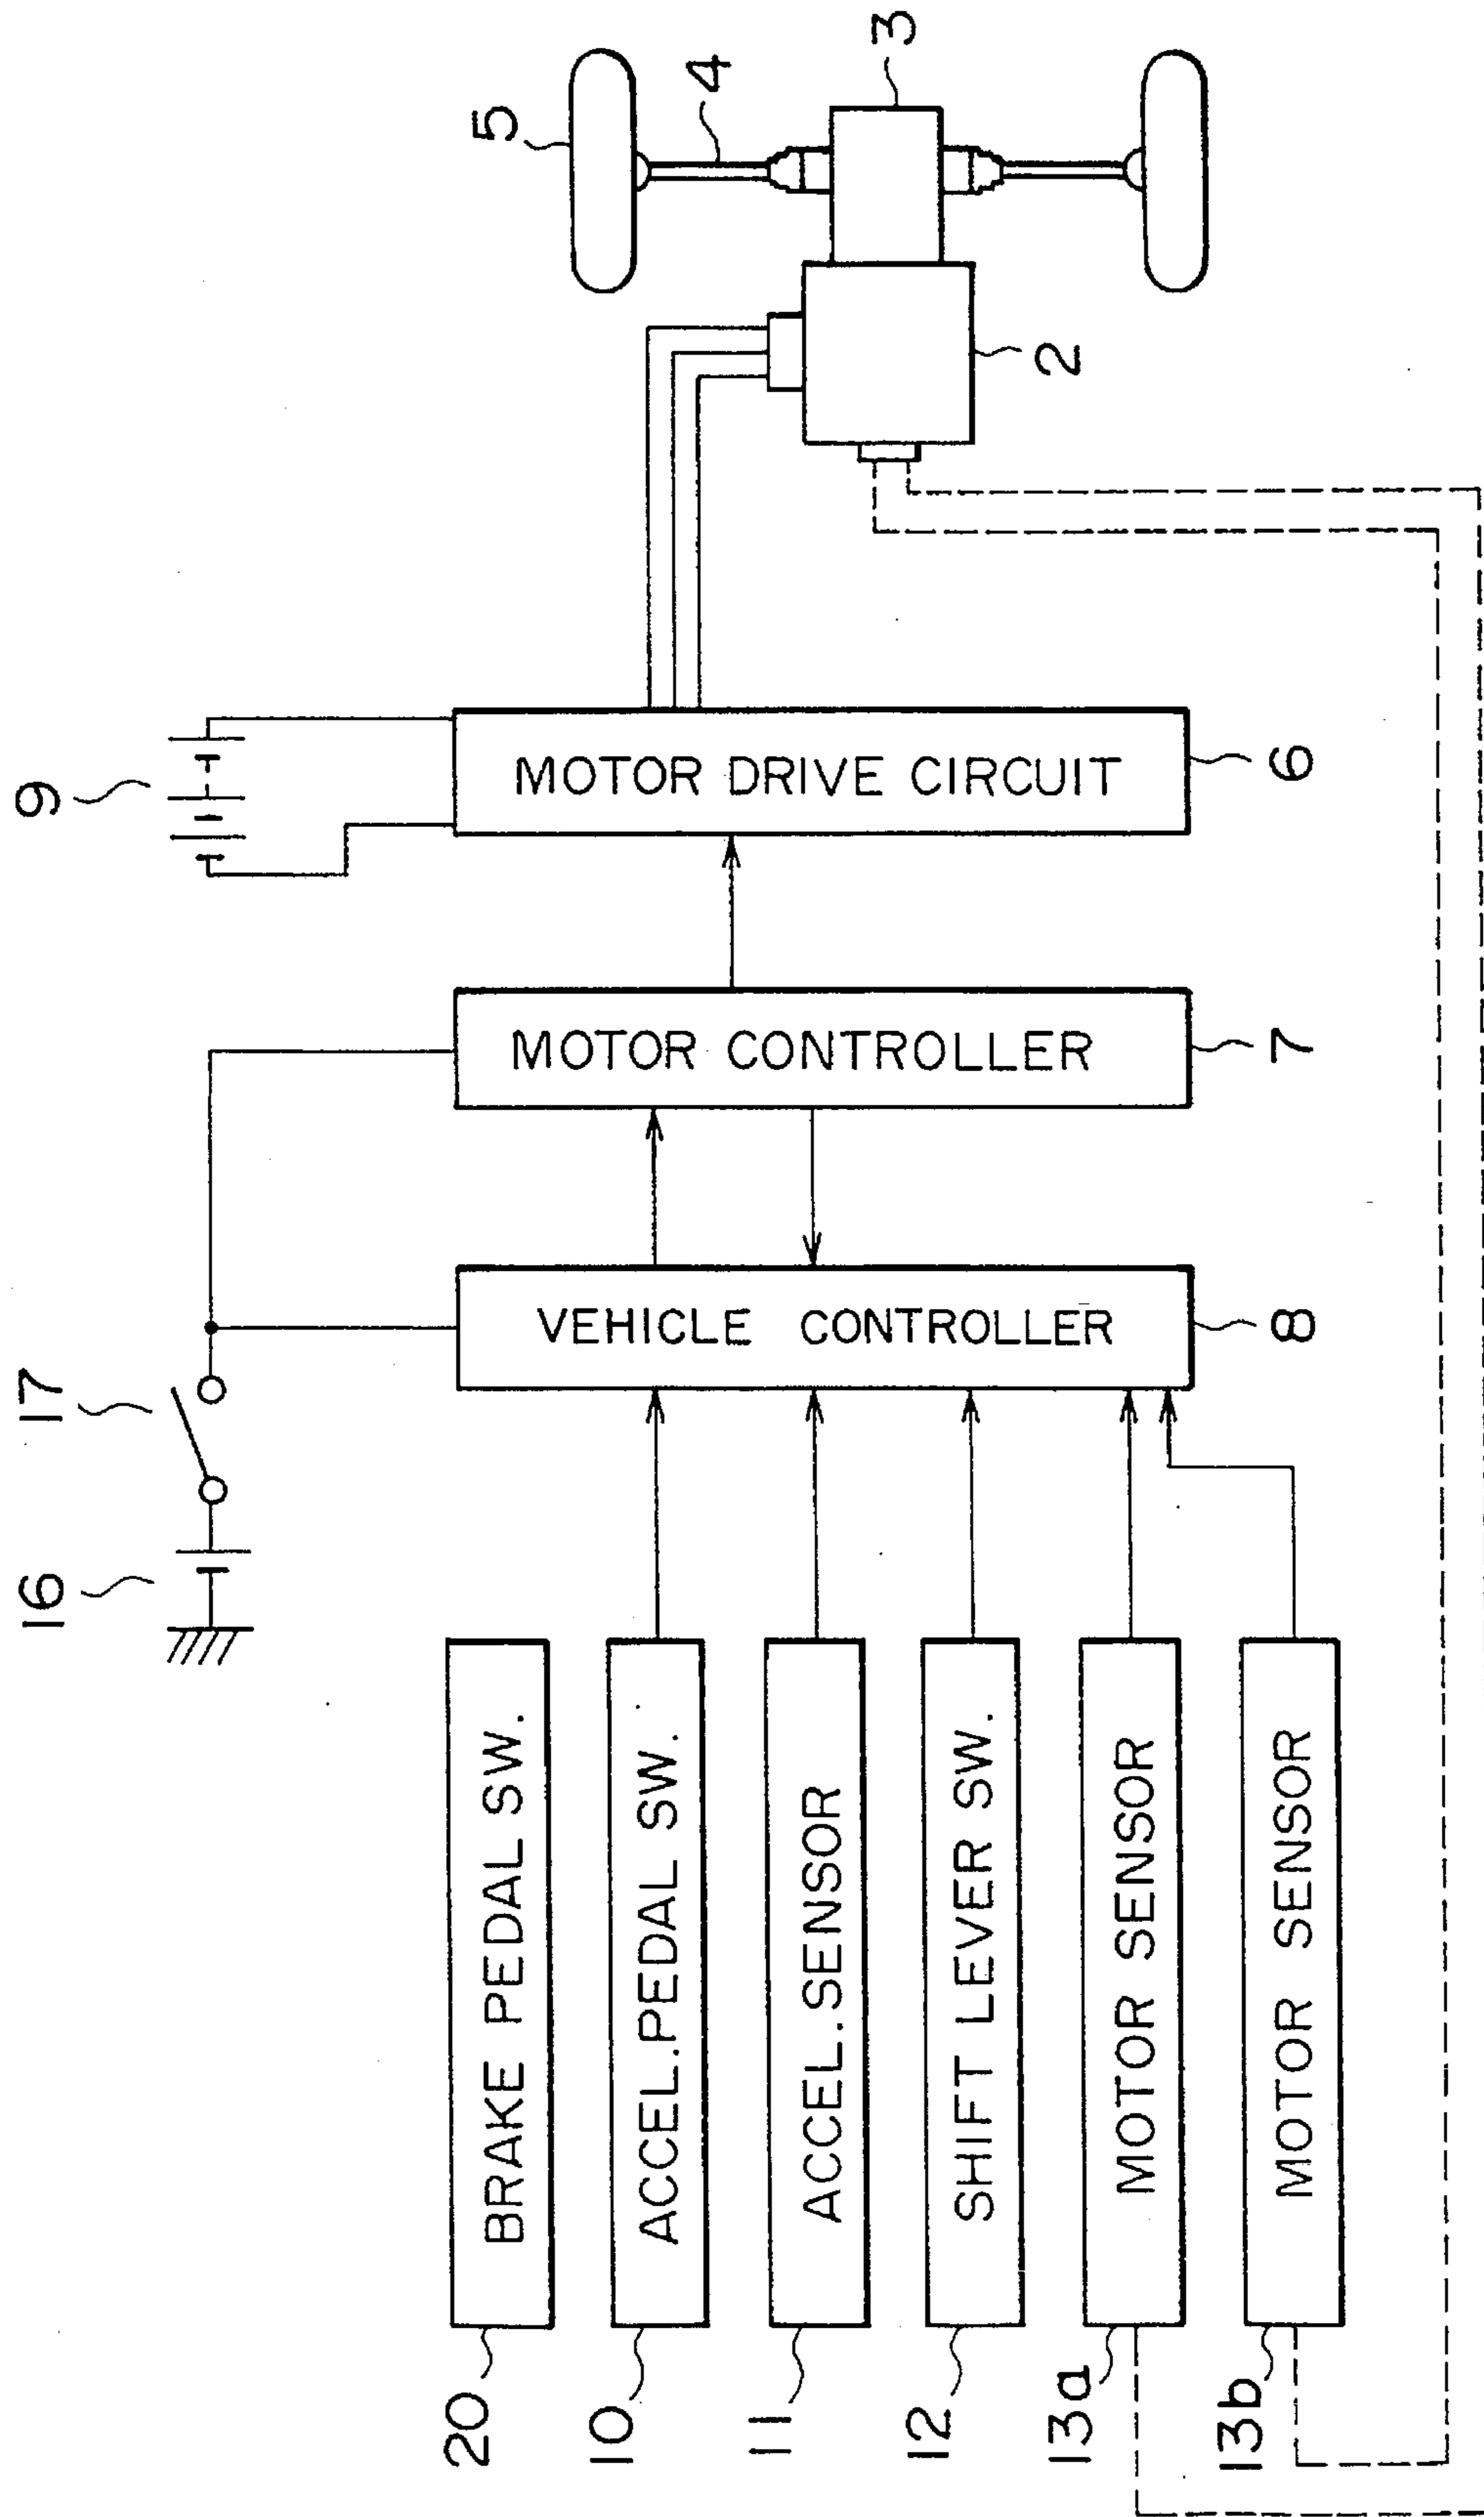 16
17
9
20
BRAKE PEDAL SW.
10
ACCEL.PEDAL SW.
11
ACCEL.SENSOR
12
SHIFT LEVER SW.
13a
MOTOR SENSOR
13b
MOTOR SENSOR
VEHICLE CONTROLLER
8
MOTOR CONTROLLER
7
MOTOR DRIVE CIRCUIT
6
5
4
3
2